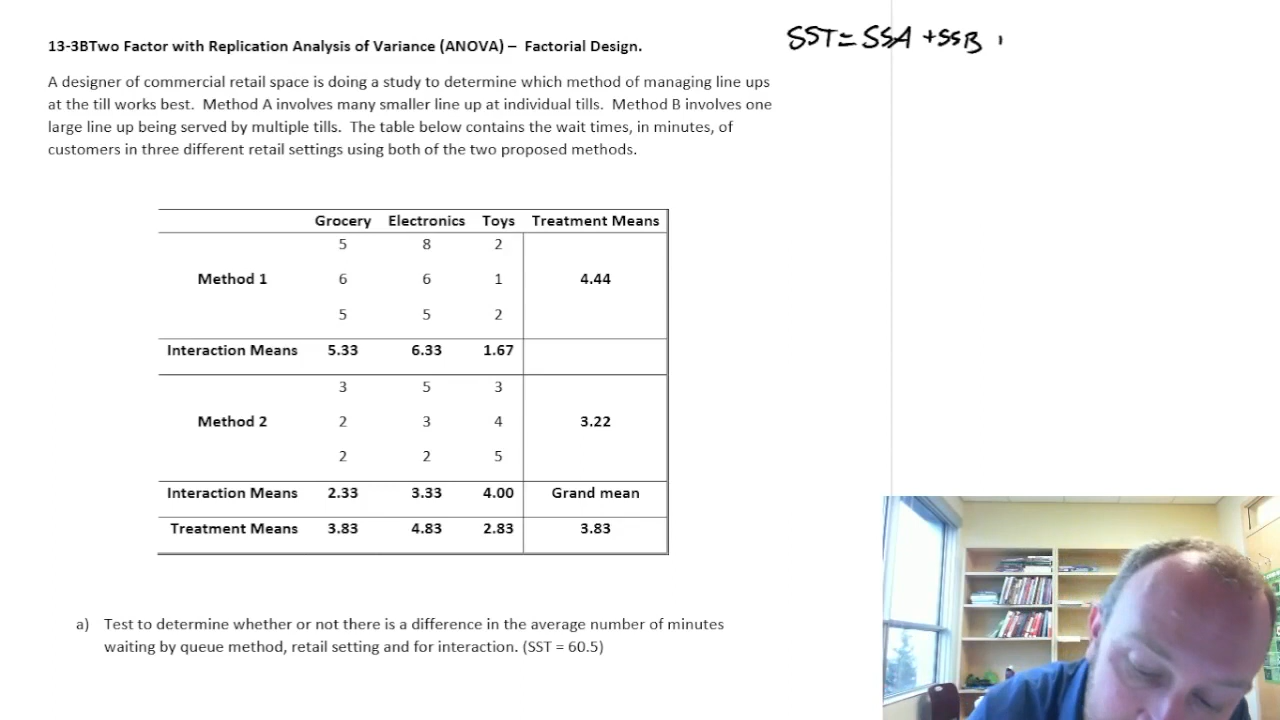 SST = SSA + SSB
13-3BTwo Factor with Replication Analysis of Variance (ANOVA) – Factorial Design.
A designer of commercial retail space is doing a study to determine which method of managing line ups
at the till works best. Method A involves many smaller line up at individual tills. Method B involves one
large line up being served by multiple tills. The table below contains the wait times, in minutes, of
customers in three different retail settings using both of the two proposed methods.
Grocery Electronics Toys Treatment Means
5 8 2
Method 1 6 6 1 4.44
5 5 2
Interaction Means 5.33 6.33 1.67
3 5 3
Method 2 2 3 4 3.22
2 2 5
Interaction Means 2.33 3.33 4.00 Grand mean
Treatment Means 3.83 4.83 2.83 3.83
a) Test to determine whether or not there is a difference in the average number of minutes
waiting by queue method, retail setting and for interaction. (SST = 60.5)